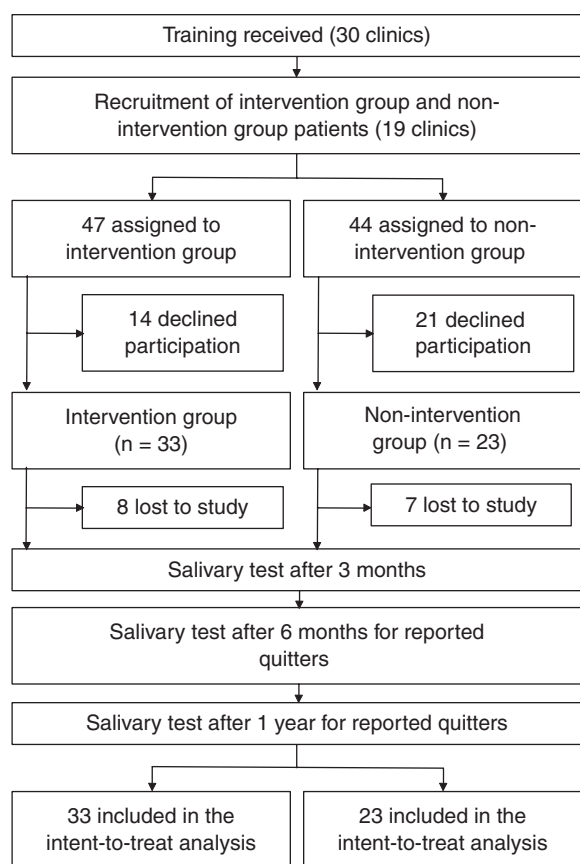 Training received (30 clinics)
Recruitment of intervention group and non-
intervention group patients (19 clinics)
47 assigned to
intervention group
44 assigned to non-
intervention group
14 declined
participation
21 declined
participation
Intervention group
(n = 33)
Non-intervention
group (n = 23)
8 lost to study
7 lost to study
Salivary test after 3 months
Salivary test after 6 months for reported
quitters
Salivary test after 1 year for reported quitters
33 included in the
intent-to-treat analysis
23 included in the
intent-to-treat analysis